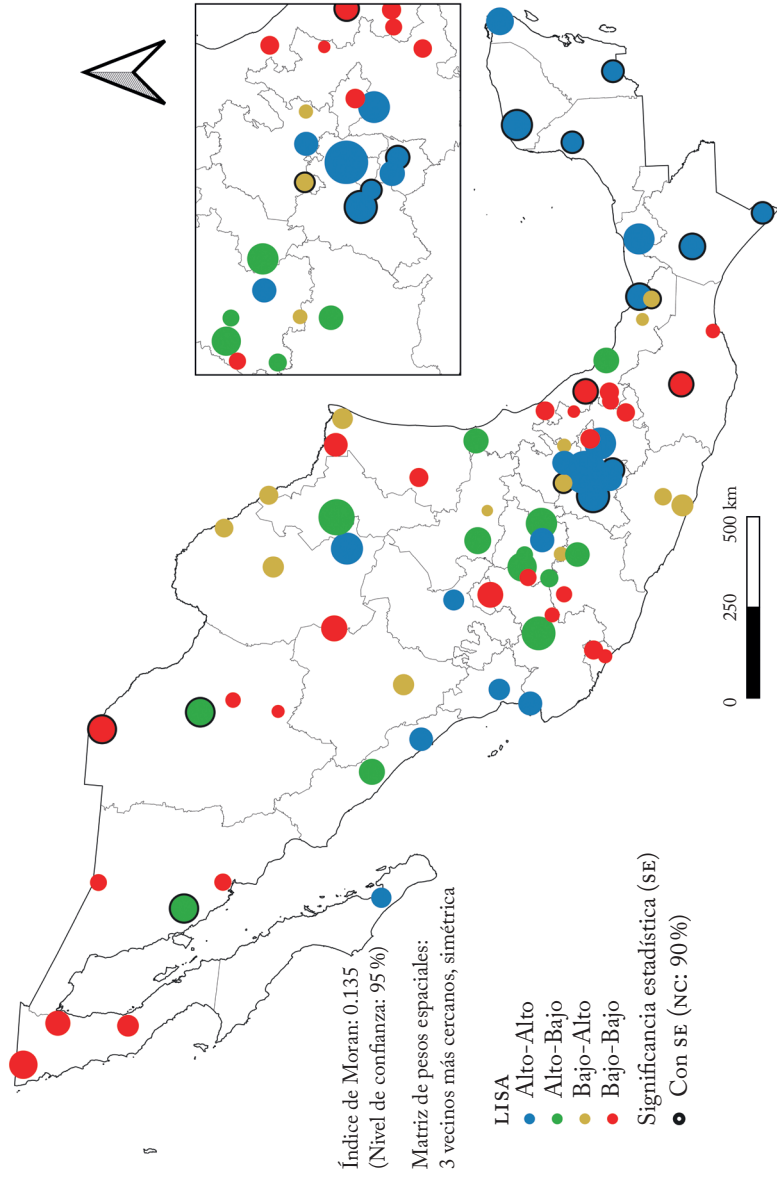 Índice de Moran: 0.135
(Nivel de confianza: 95 %)
Matriz de pesos espaciales:
3 vecinos más cercanos, simétrica
LISA
Alto-Alto
Alto-Bajo
Bajo-Alto
Bajo-Bajo
Significancia estadística (SE)
Con SE (NC: 90%)
0 250 500 km